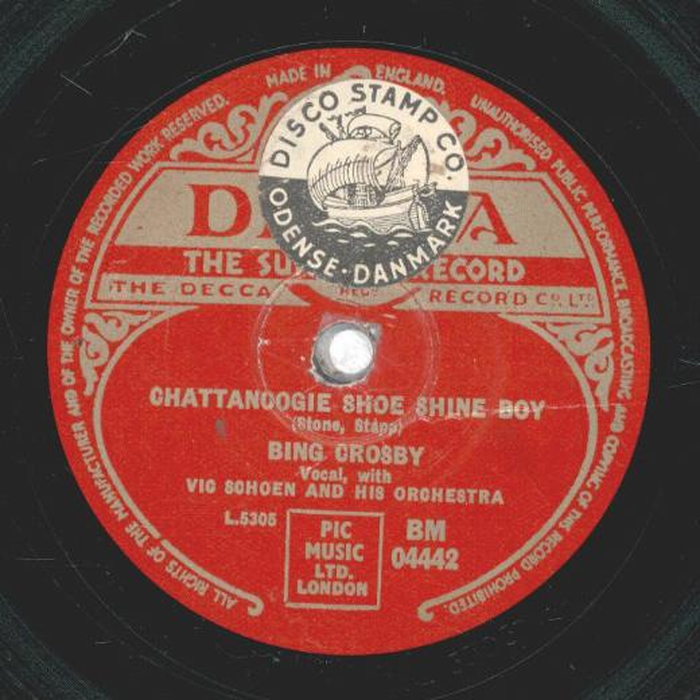 MADE IN ENGLAND.
ALL RIGHTS OF THE MANUFACTURER AND OF THE OWNER OF THE RECORDED WORK RESERVED.
UNAUTHORISED PUBLIC PERFORMANCE, BROADCASTING AND COPYING OF THIS RECORD PROHIBITED.
DISCO STAMP CO.
ODENSE · DANMARK
D A
THE SU RECORD
THE DECCA RECORD CO. LTD
CHATTANOOGIE SHOE SHINE BOY
(Stone, Stapp)
BING CROSBY
Vocal, with
VIC SCHOEN AND HIS ORCHESTRA
L.5305
PIC
MUSIC
LTD.
LONDON
BM
04442